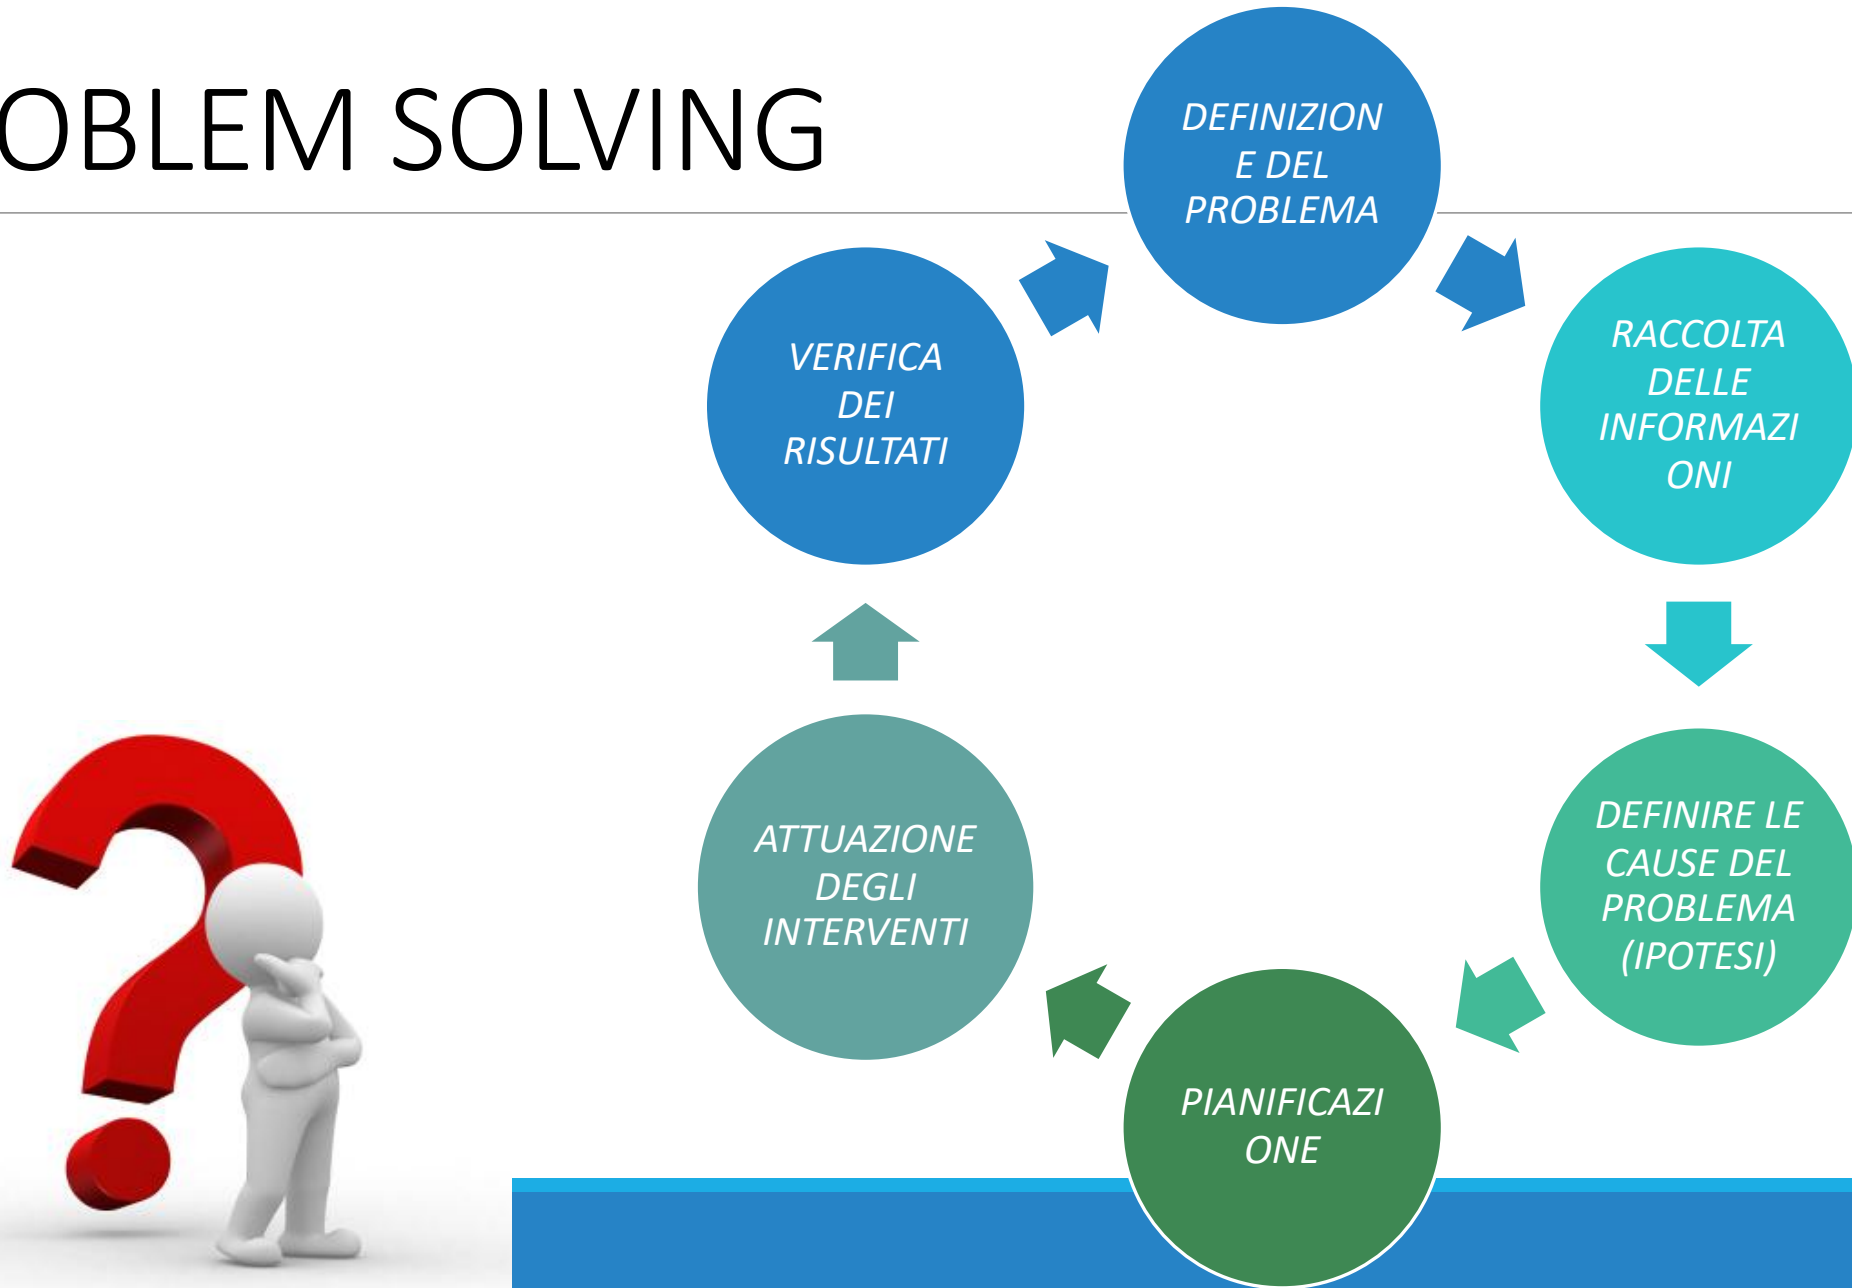 OBLEM SOLVING
DEFINIZION
E DEL
PROBLEMA
RACCOLTA
DELLE
INFORMAZI
ONI
DEFINIRE LE
CAUSE DEL
PROBLEMA
(IPOTESI)
PIANIFICAZI
ONE
ATTUAZIONE
DEGLI
INTERVENTI
VERIFICA
DEI
RISULTATI